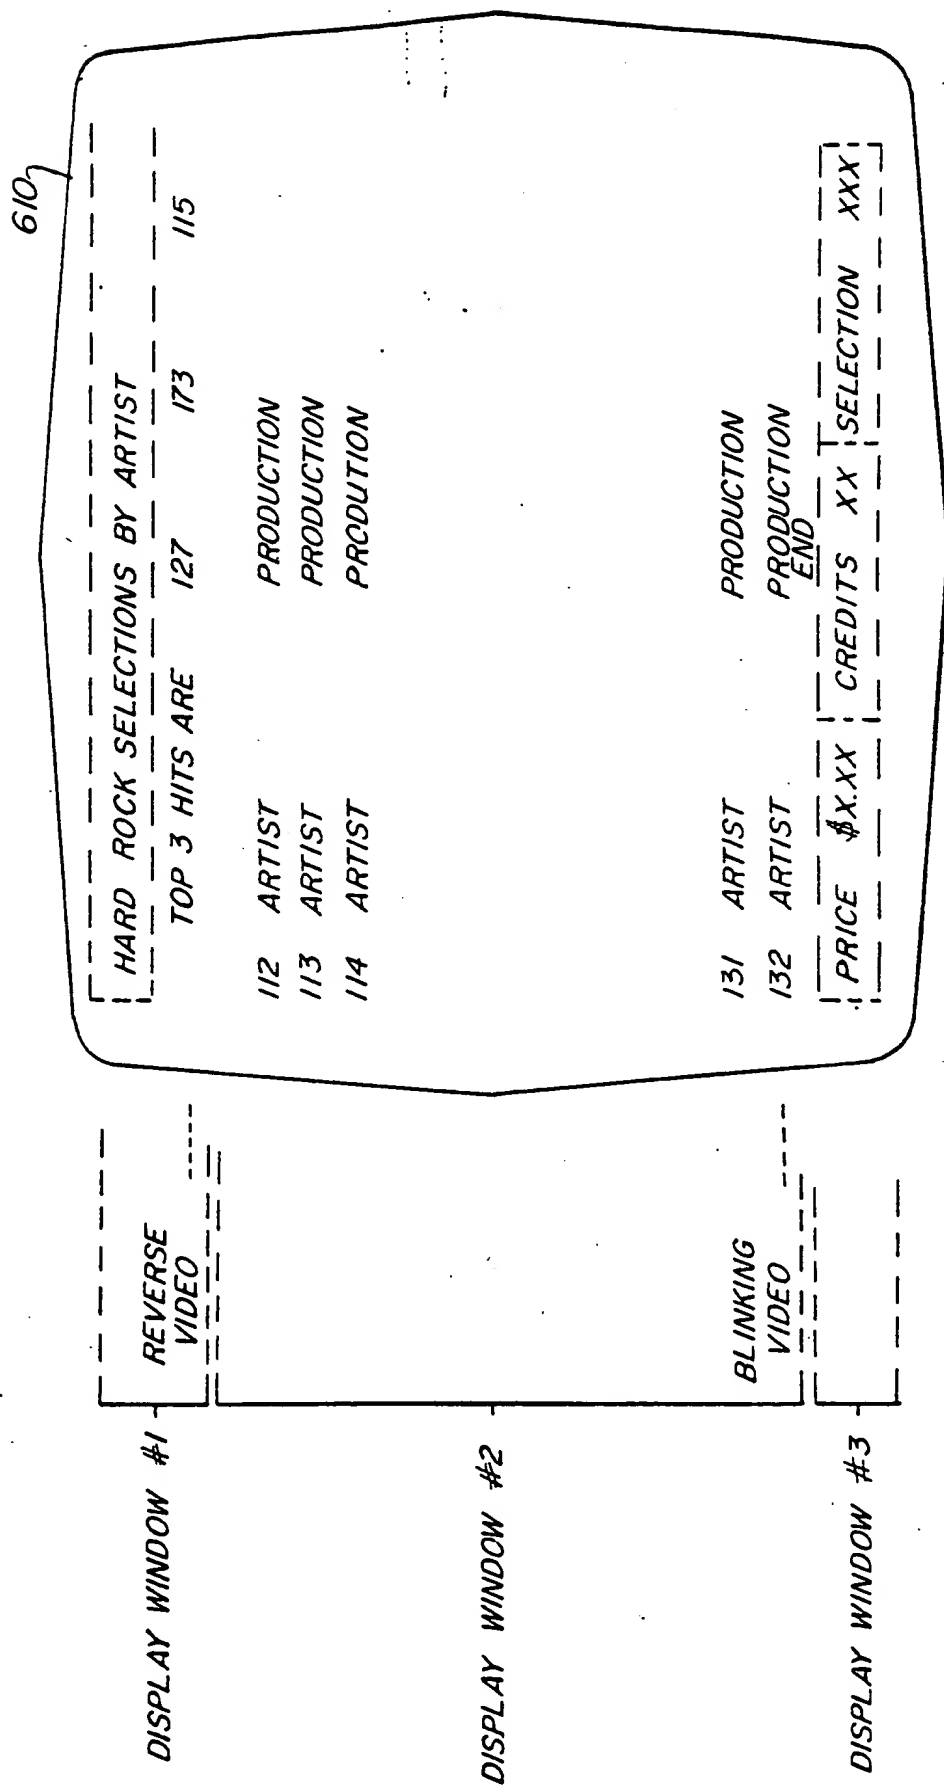 610
HARD ROCK SELECTIONS BY ARTIST
TOP 3 HITS ARE 127 173 115
112 ARTIST PRODUCTION
113 ARTIST PRODUCTION
114 ARTIST PRCDUTION
131 ARTIST PRODUCTION
132 ARTIST PRODUCTION
END
PRICE $X.XX CREDITS XX SELECTION XXX
REVERSE
VIDEO
BLINKING
VIDEO
DISPLAY WINDOW #1
DISPLAY WINDOW #2
DISPLAY WINDOW #3